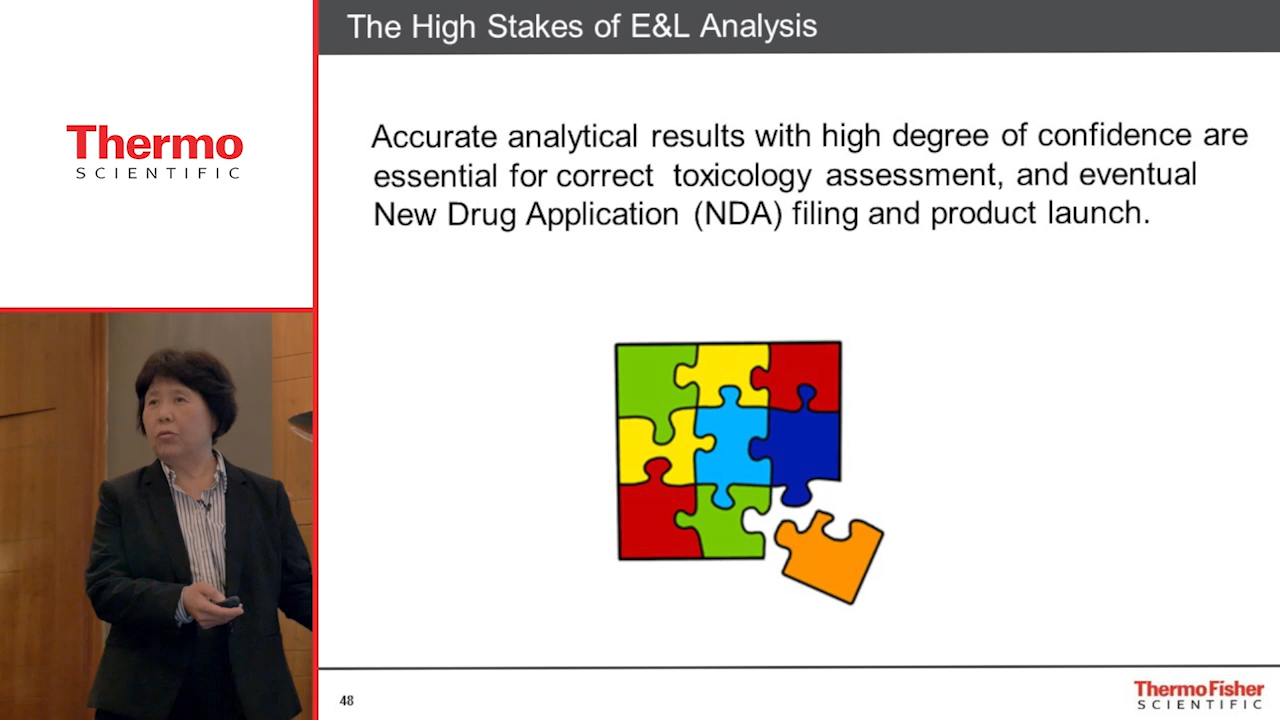 The High Stakes of E&L Analysis
Thermo
SCIENTIFIC
Accurate analytical results with high degree of confidence are
essential for correct toxicology assessment, and eventual
New Drug Application (NDA) filing and product launch.
48
ThermoFisher
SCIENTIFIC